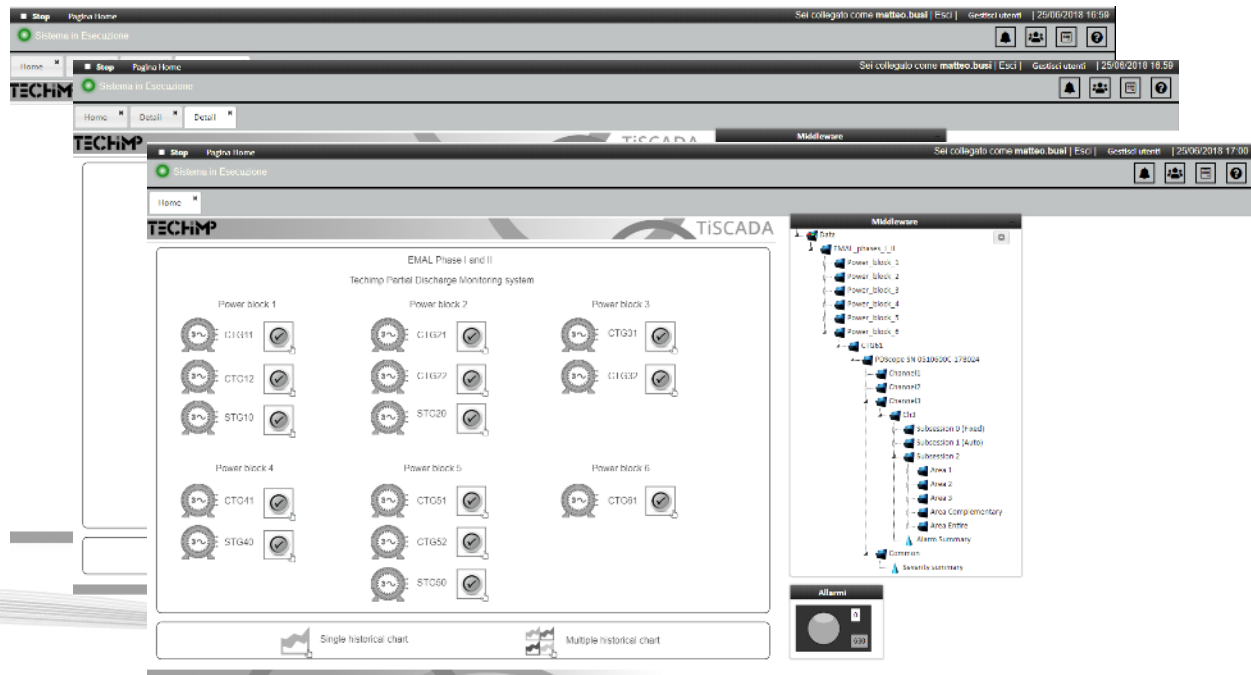 Stop Pagina Home Sei collegato come matteo.busi | Esci | Gestisci utenti | 25/06/2018 16:59
Sistema in Esecuzione
Home
TECHiMP
Stop Pagina Home Sei collegato come matteo.busi | Esci | Gestisci utenti | 25/06/2018 16:59
Sistema in Esecuzione
Home Detail Detail
TECHiMP TiSCADA Middleware
Stop Pagina Home Sei collegato come matteo.busi | Esci | Gestisci utenti | 25/06/2018 17:00
Sistema in Esecuzione
Home
TECHiMP TiSCADA
EMAL Phase I and II
Techimp Partial Discharge Monitoring system
Power block 1 Power block 2 Power block 3
CTG11 CTG21 CTG31
CTG12 CTG22 CTG32
STG10 STG20
Power block 4 Power block 5 Power block 6
CTG41 CTG51 CTG61
STG40 CTG52
STG50
Single historical chart Multiple historical chart
Middleware
Data
EMAL_phases_I_II
Power_block_1
Power_block_2
Power_block_3
Power_block_4
Power_block_5
Power_block_6
CTG61
Channel1
Channel2
Channel3
Ch3
Subsession 0 (Fixed)
Subsession 1 (Auto)
Subsession 2
Area 1
Area 2
Area 3
Area Complementary
Area Entire
Alarm Summary
Common
Severity summary
Allarmi
0